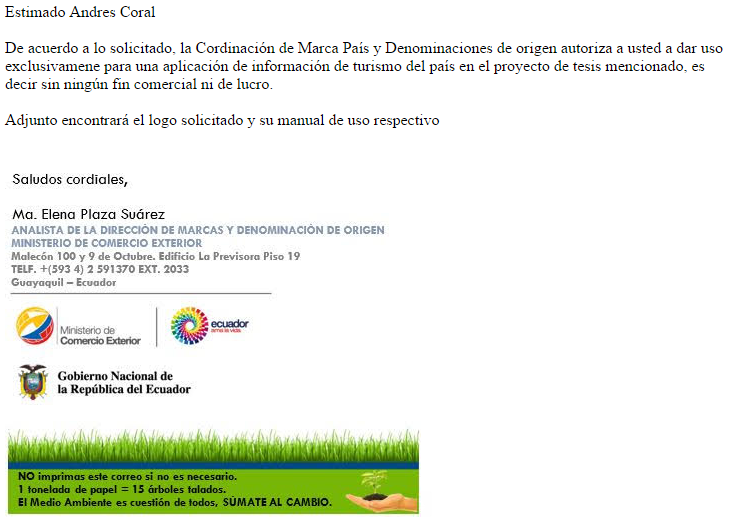 Estimado Andres Coral
De acuerdo a lo solicitado, la Cordinación de Marca País y Denominaciones de origen autoriza a usted a dar uso
exclusivamene para una aplicación de información de turismo del país en el proyecto de tesis mencionado, es
decir sin ningún fin comercial ni de lucro.
Adjunto encontrará el logo solicitado y su manual de uso respectivo
Saludos cordiales,
Ma. Elena Plaza Suárez
ANALISTA DE LA DIRECCIÓN DE MARCAS Y DENOMINACIÓN DE ORIGEN
MINISTERIO DE COMERCIO EXTERIOR
Malecón 100 y 9 de Octubre. Edificio La Previsora Piso 19
TELF. +(593 4) 2 591370 EXT. 2033
Guayaquil – Ecuador
Ministerio de
Comercio Exterior
ecuador
ama la vida
Gobierno Nacional de
la República del Ecuador
NO imprimas este correo si no es necesario.
1 tonelada de papel = 15 árboles talados.
El Medio Ambiente es cuestión de todos, SÚMATE AL CAMBIO.